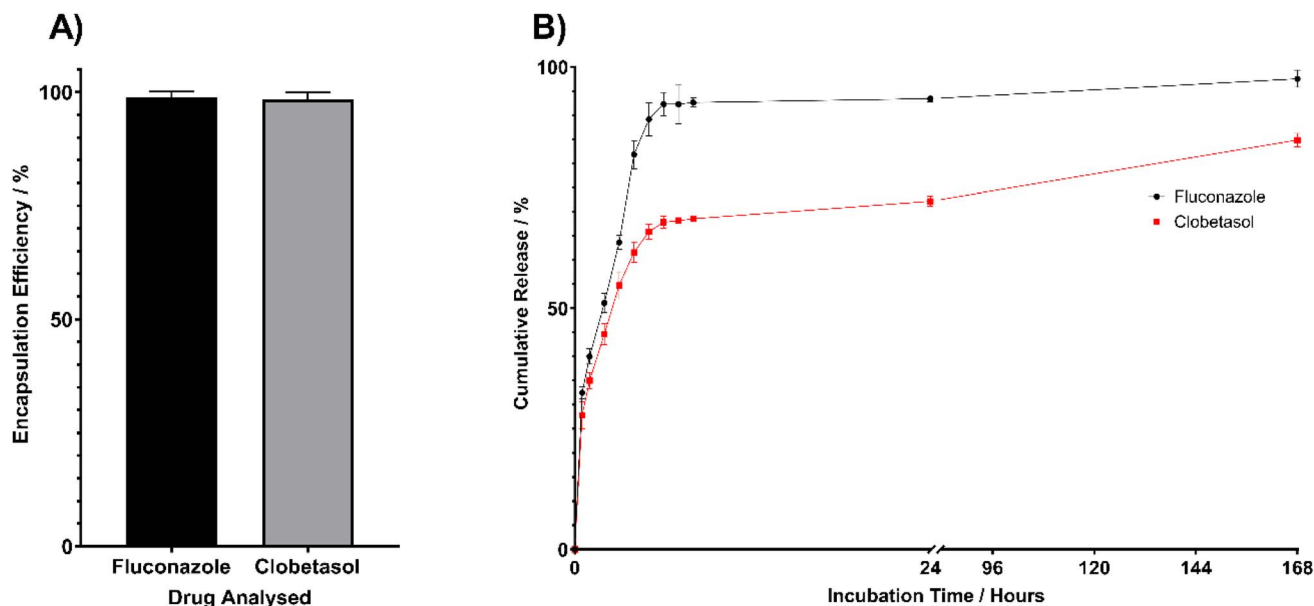 A)
Encapsulation Efficiency / %
100
50
0
Fluconazole Clobetasol
Drug Analysed
B)
Cumulative Release / %
100
50
0
Fluconazole
Clobetasol
0 24 96 120 144 168
Incubation Time / Hours